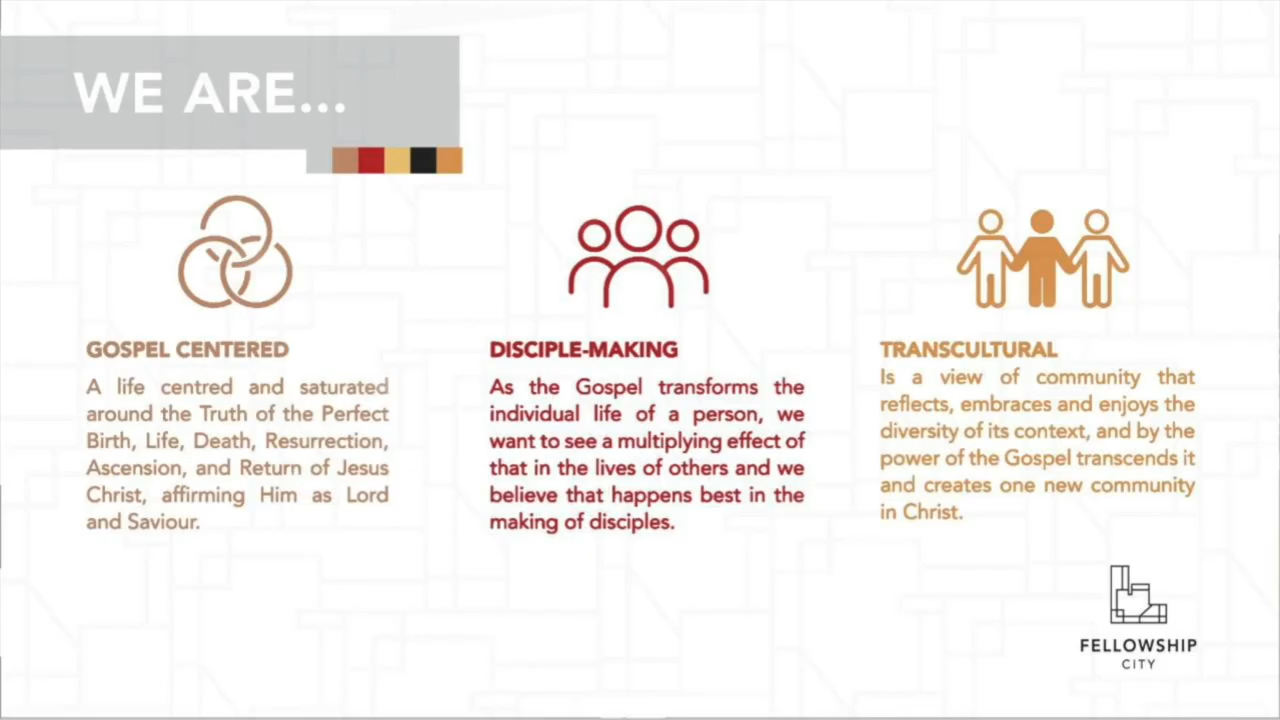 WE ARE...
GOSPEL CENTERED
A life centred and saturated
around the Truth of the Perfect
Birth, Life, Death, Resurrection,
Ascension, and Return of Jesus
Christ, affirming Him as Lord
and Saviour.
DISCIPLE-MAKING
As the Gospel transforms the
individual life of a person, we
want to see a multiplying effect of
that in the lives of others and we
believe that happens best in the
making of disciples.
TRANSCULTURAL
Is a view of community that
reflects, embraces and enjoys the
diversity of its context, and by the
power of the Gospel transcends it
and creates one new community
in Christ.
FELLOWSHIP
CITY